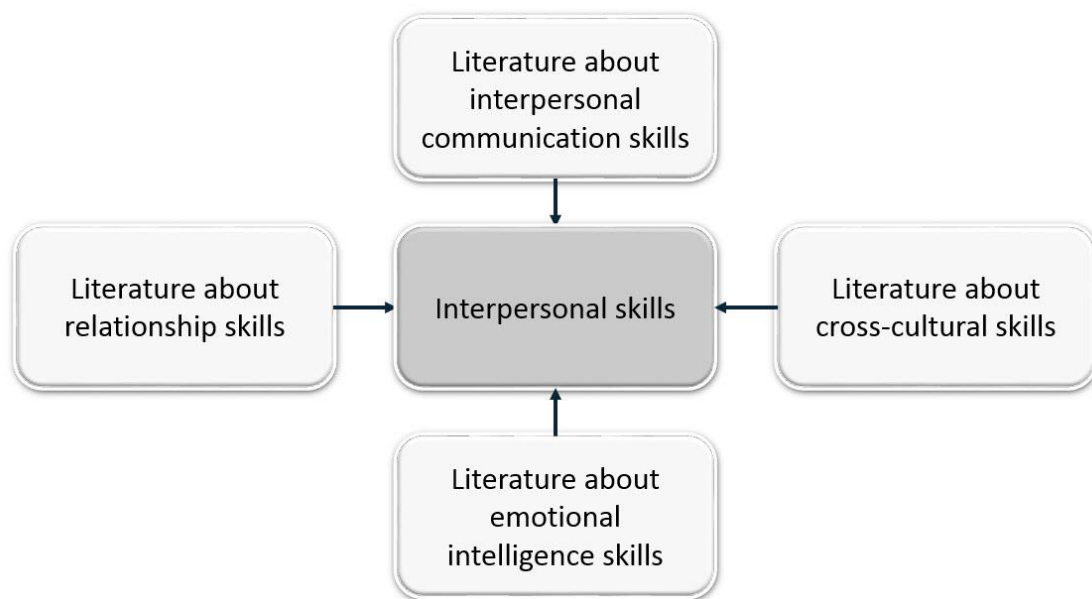 Literature about
interpersonal
communication skills
Literature about
relationship skills
Interpersonal skills
Literature about
cross-cultural skills
Literature about
emotional
intelligence skills